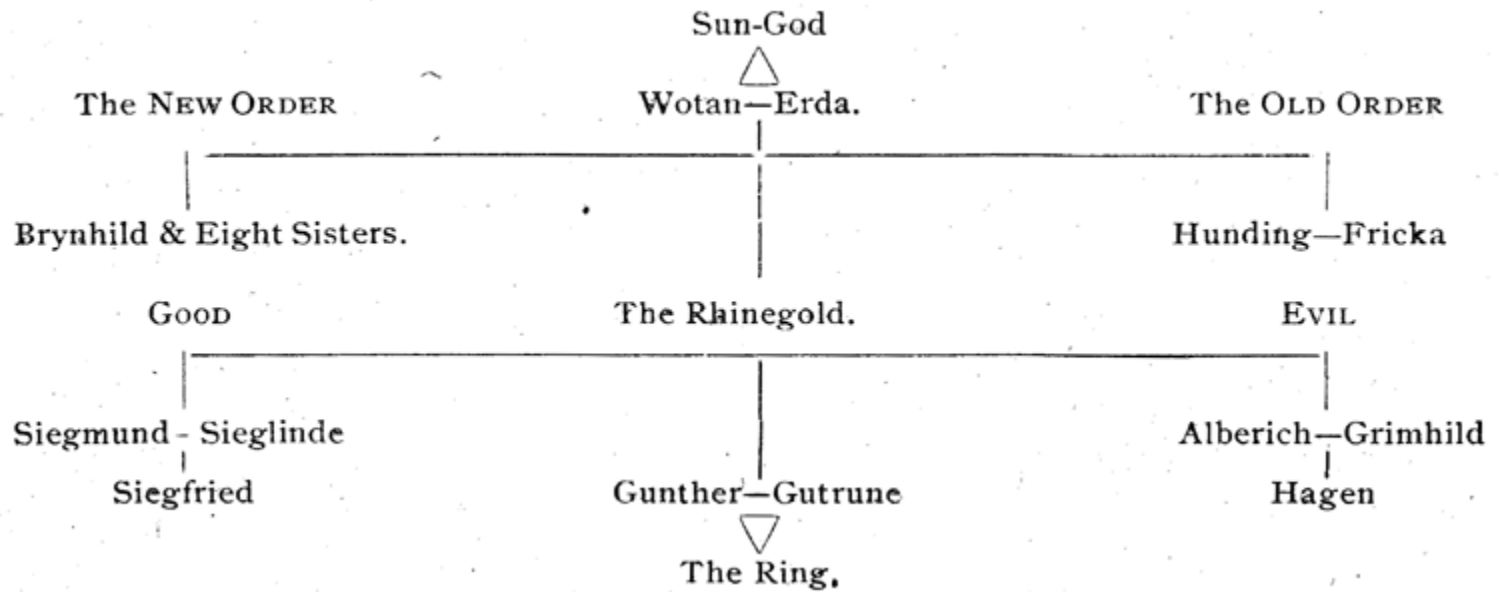 Sun-God
The NEW ORDER
Wotan—Erda.
The OLD ORDER
Brynhild & Eight Sisters.
Hunding—Fricka
GOOD
The Rhinegold.
EVIL
Siegmund - Sieglinde
Alberich—Grimhild
Siegfried
Gunther—Gutrune
Hagen
The Ring.